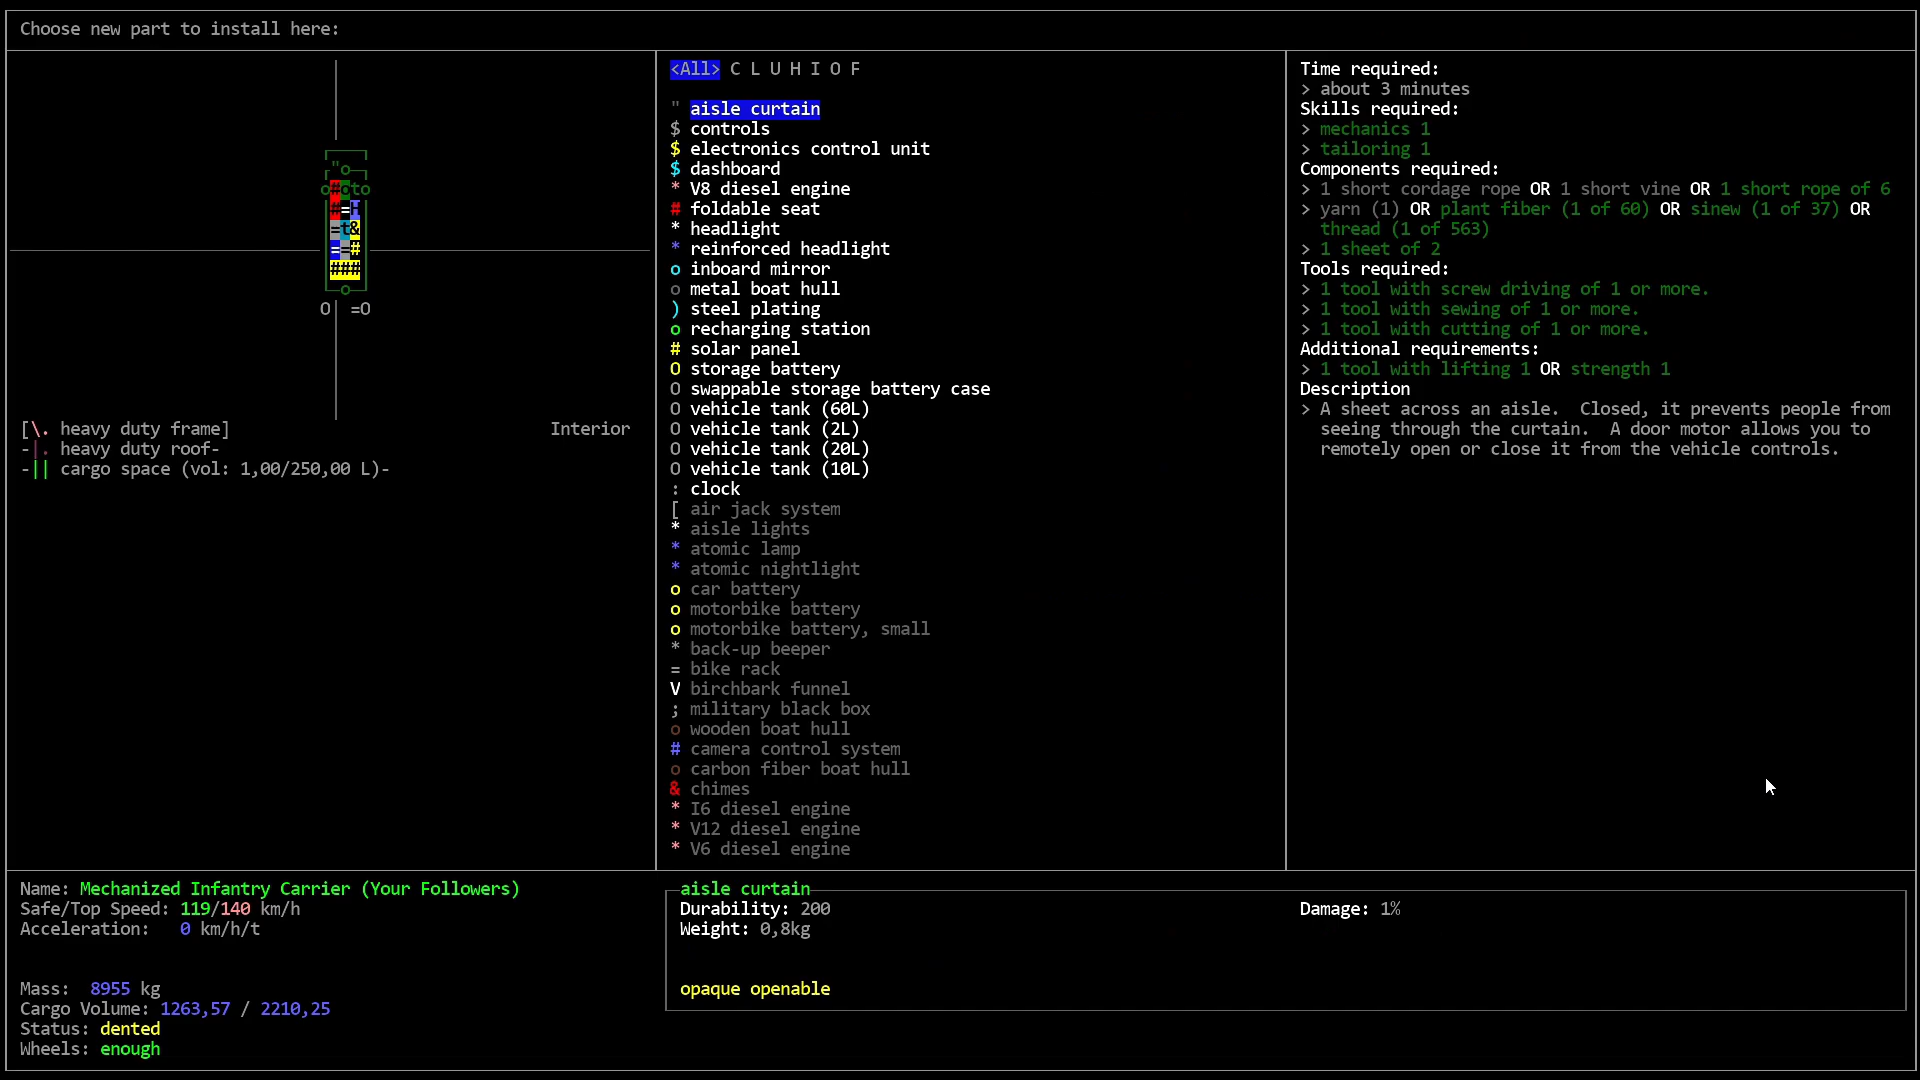 Choose new part to install here:
<All> C L U H I O F
" aisle curtain
$ controls
$ electronics control unit
$ dashboard
* V8 diesel engine
# foldable seat
* headlight
* reinforced headlight
o inboard mirror
o metal boat hull
) steel plating
o recharging station
# solar panel
O storage battery
O swappable storage battery case
O vehicle tank (60L)
O vehicle tank (2L)
O vehicle tank (20L)
O vehicle tank (10L)
: clock
[ air jack system
* aisle lights
* atomic lamp
* atomic nightlight
o car battery
o motorbike battery
o motorbike battery, small
* back-up beeper
= bike rack
V birchbark funnel
; military black box
o wooden boat hull
# camera control system
o carbon fiber boat hull
& chimes
* I6 diesel engine
* V12 diesel engine
* V6 diesel engine
Time required:
> about 3 minutes
Skills required:
> mechanics 1
> tailoring 1
Components required:
> 1 short cordage rope OR 1 short vine OR 1 short rope of 6
> yarn (1) OR plant fiber (1 of 60) OR sinew (1 of 37) OR
thread (1 of 563)
> 1 sheet of 2
Tools required:
> 1 tool with screw driving of 1 or more.
> 1 tool with sewing of 1 or more.
> 1 tool with cutting of 1 or more.
Additional requirements:
> 1 tool with lifting 1 OR strength 1
Description
> A sheet across an aisle.  Closed, it prevents people from
seeing through the curtain.  A door motor allows you to
remotely open or close it from the vehicle controls.
[\. heavy duty frame] Interior
-|. heavy duty roof-
-|| cargo space (vol: 1,00/250,00 L)-
Name: Mechanized Infantry Carrier (Your Followers)
Safe/Top Speed: 119/140 km/h
Acceleration: 0 km/h/t
Mass: 8955 kg
Cargo Volume: 1263,57 / 2210,25
Status: dented
Wheels: enough
aisle curtain
Durability: 200 Damage: 1%
Weight: 0,8kg
opaque openable